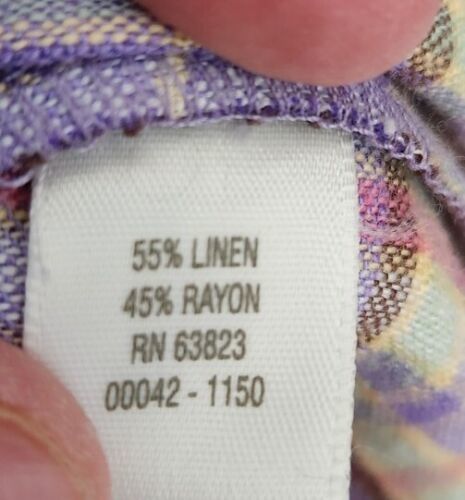 55% LINEN
45% RAYON
RN 63823
00042 - 1150